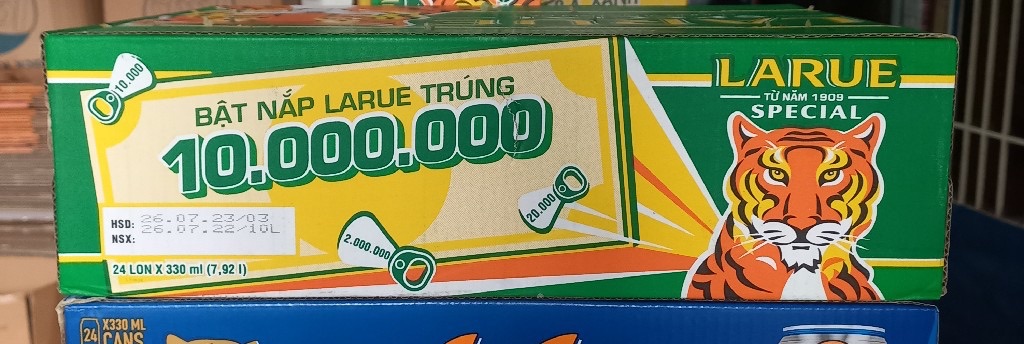 LARUE
TỪ NĂM 1909
SPECIAL
10.000
BẬT NẮP LARUE TRÚNG
10.000.000
20.000
2.000.000
HSD: 26.07.23/03
NSX: 26.07.22/10L
24 LON X 330 ml (7,92 l)
24 X330 ML
CANS